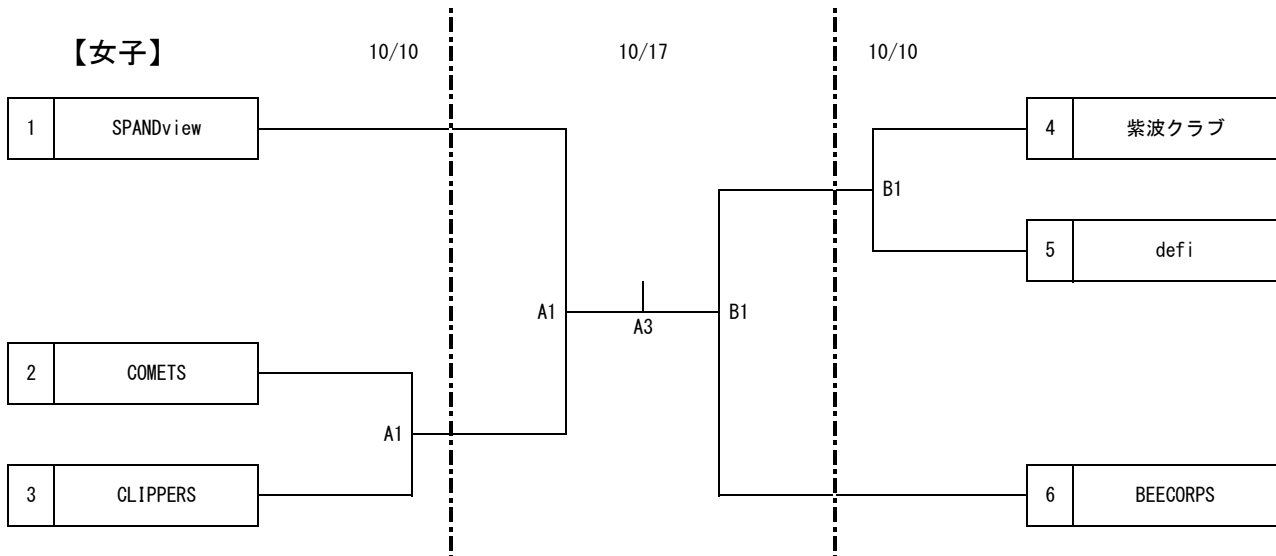 【女子】 10/10 10/17 10/10
1 SPANDview
4 紫波クラブ
B1
5 defi
A1 A3 B1
2 COMETS
A1
3 CLIPPERS
6 BEECORPS